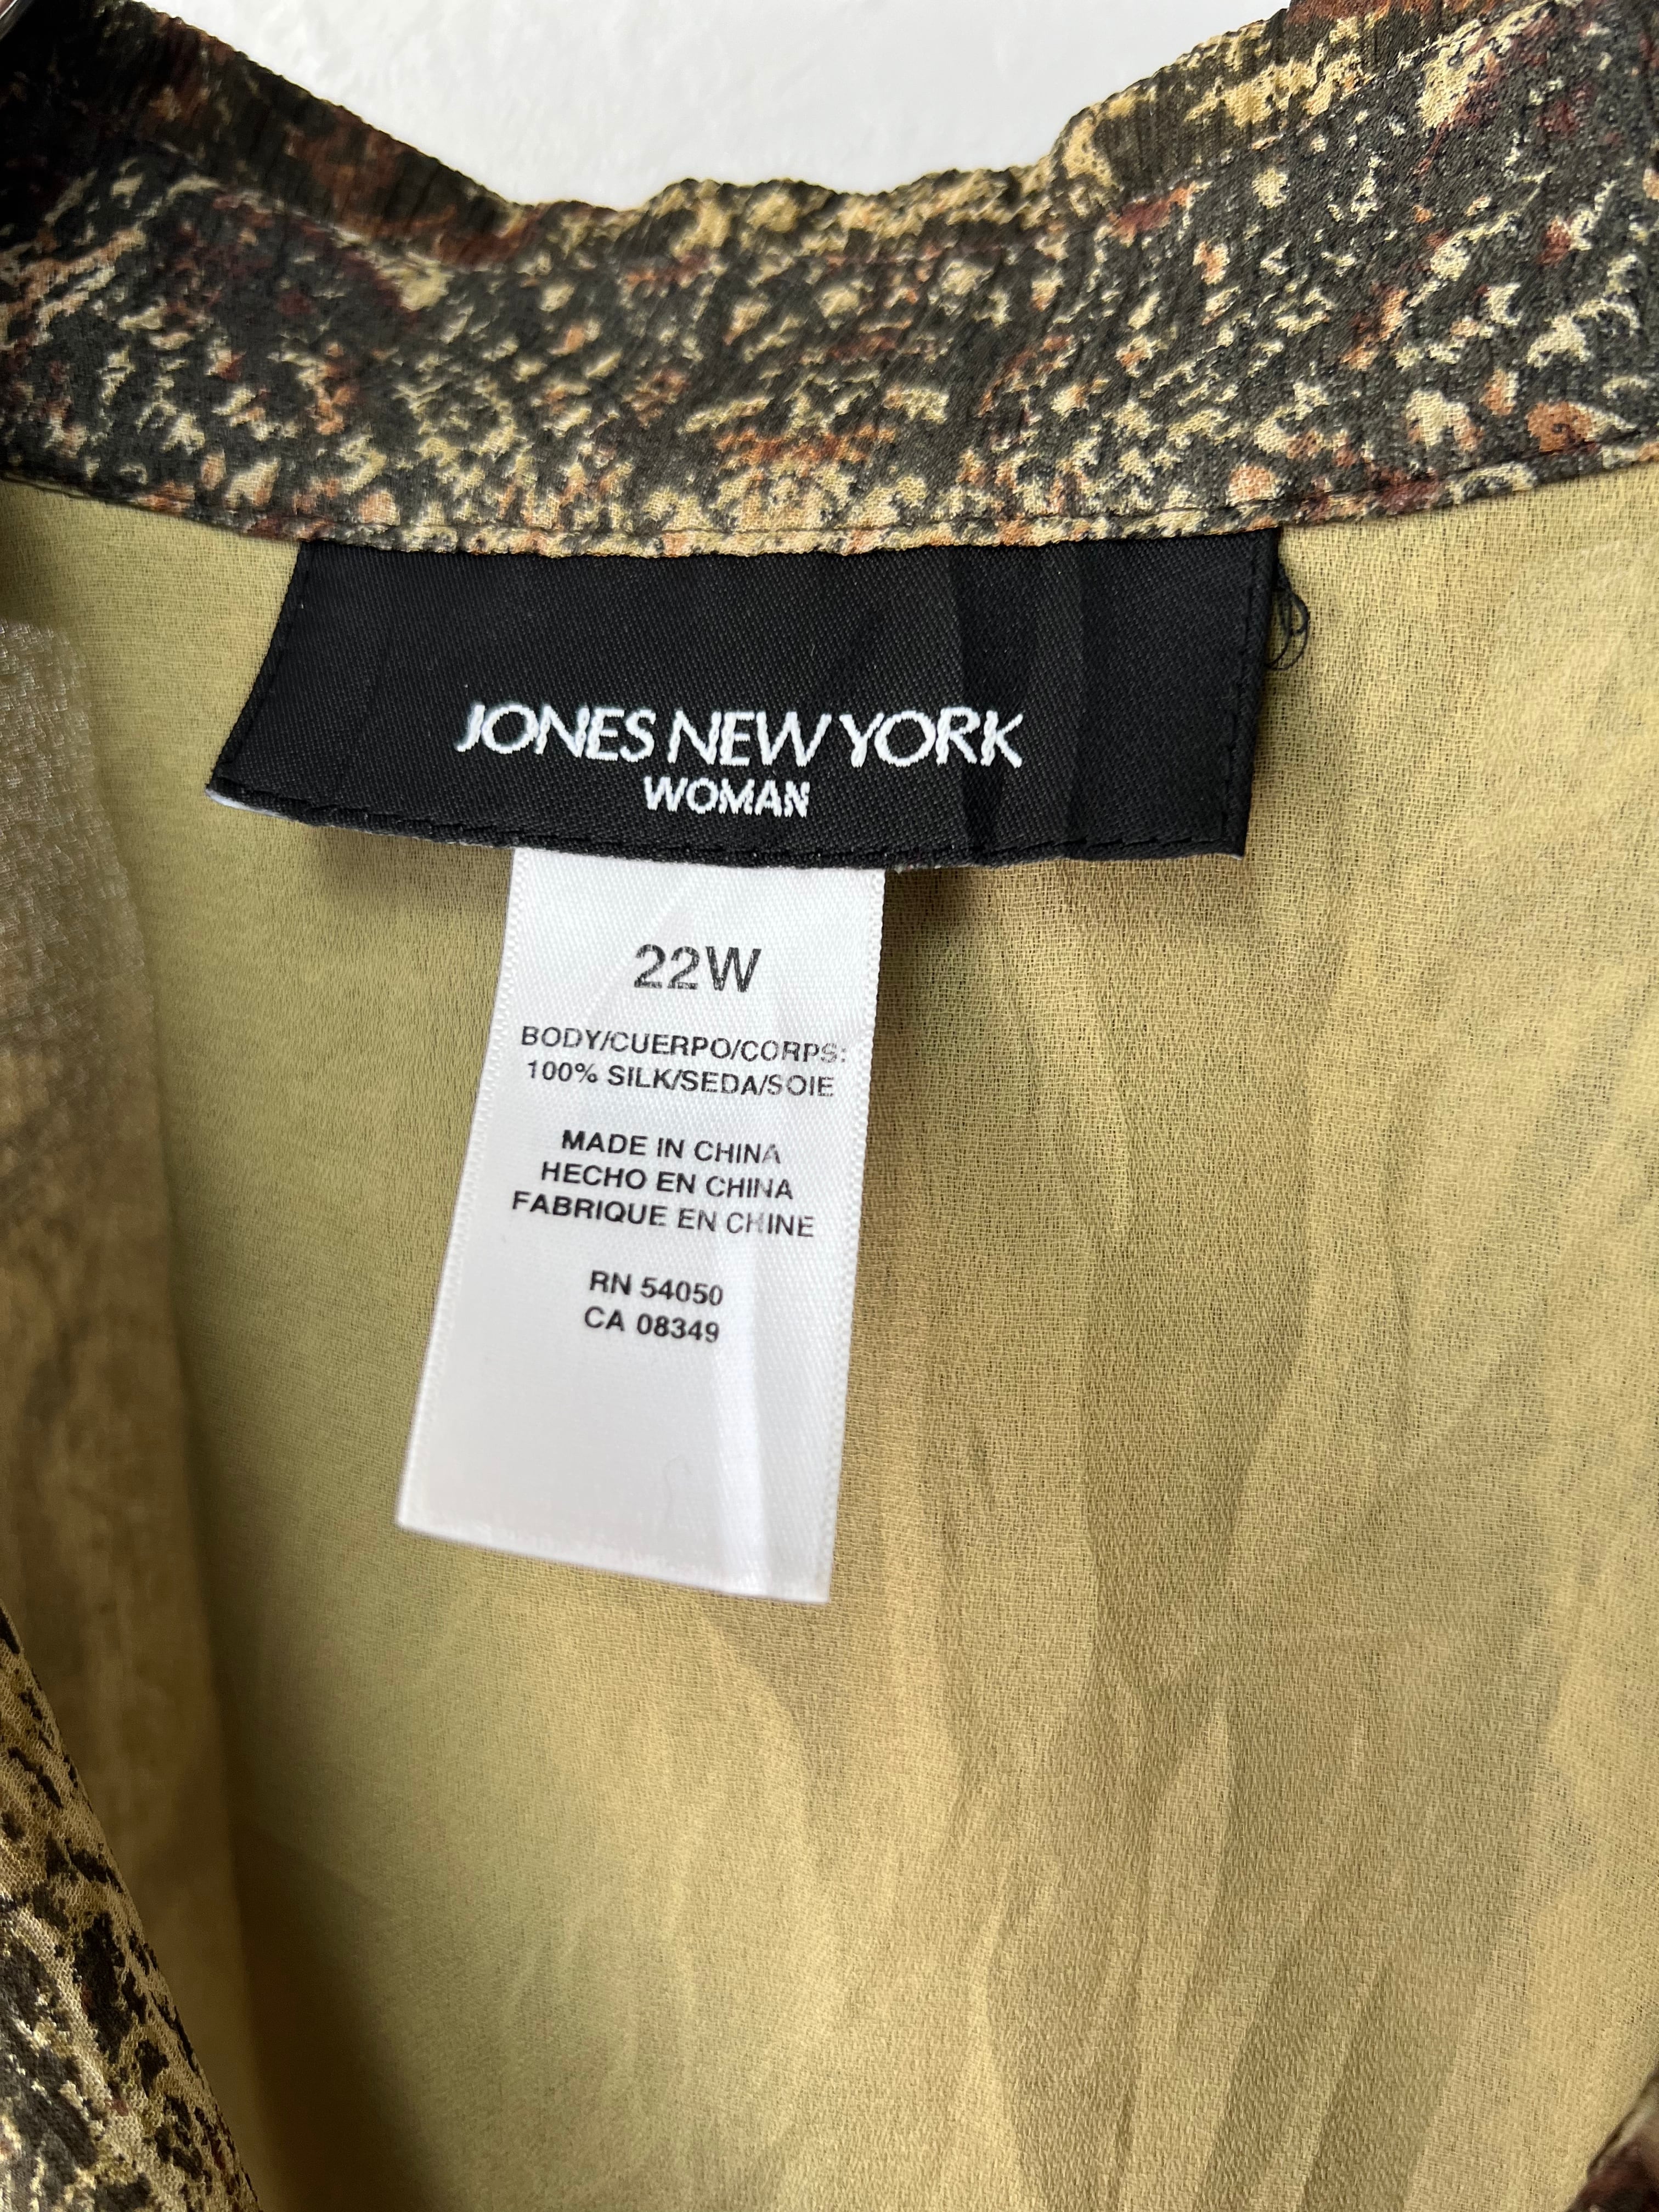 JONES NEW YORK
WOMAN
22W
BODY/CUERPO/CORPS:
100% SILK/SEDA/SOIE
MADE IN CHINA
HECHO EN CHINA
FABRIQUE EN CHINE
RN 54050
CA 08349